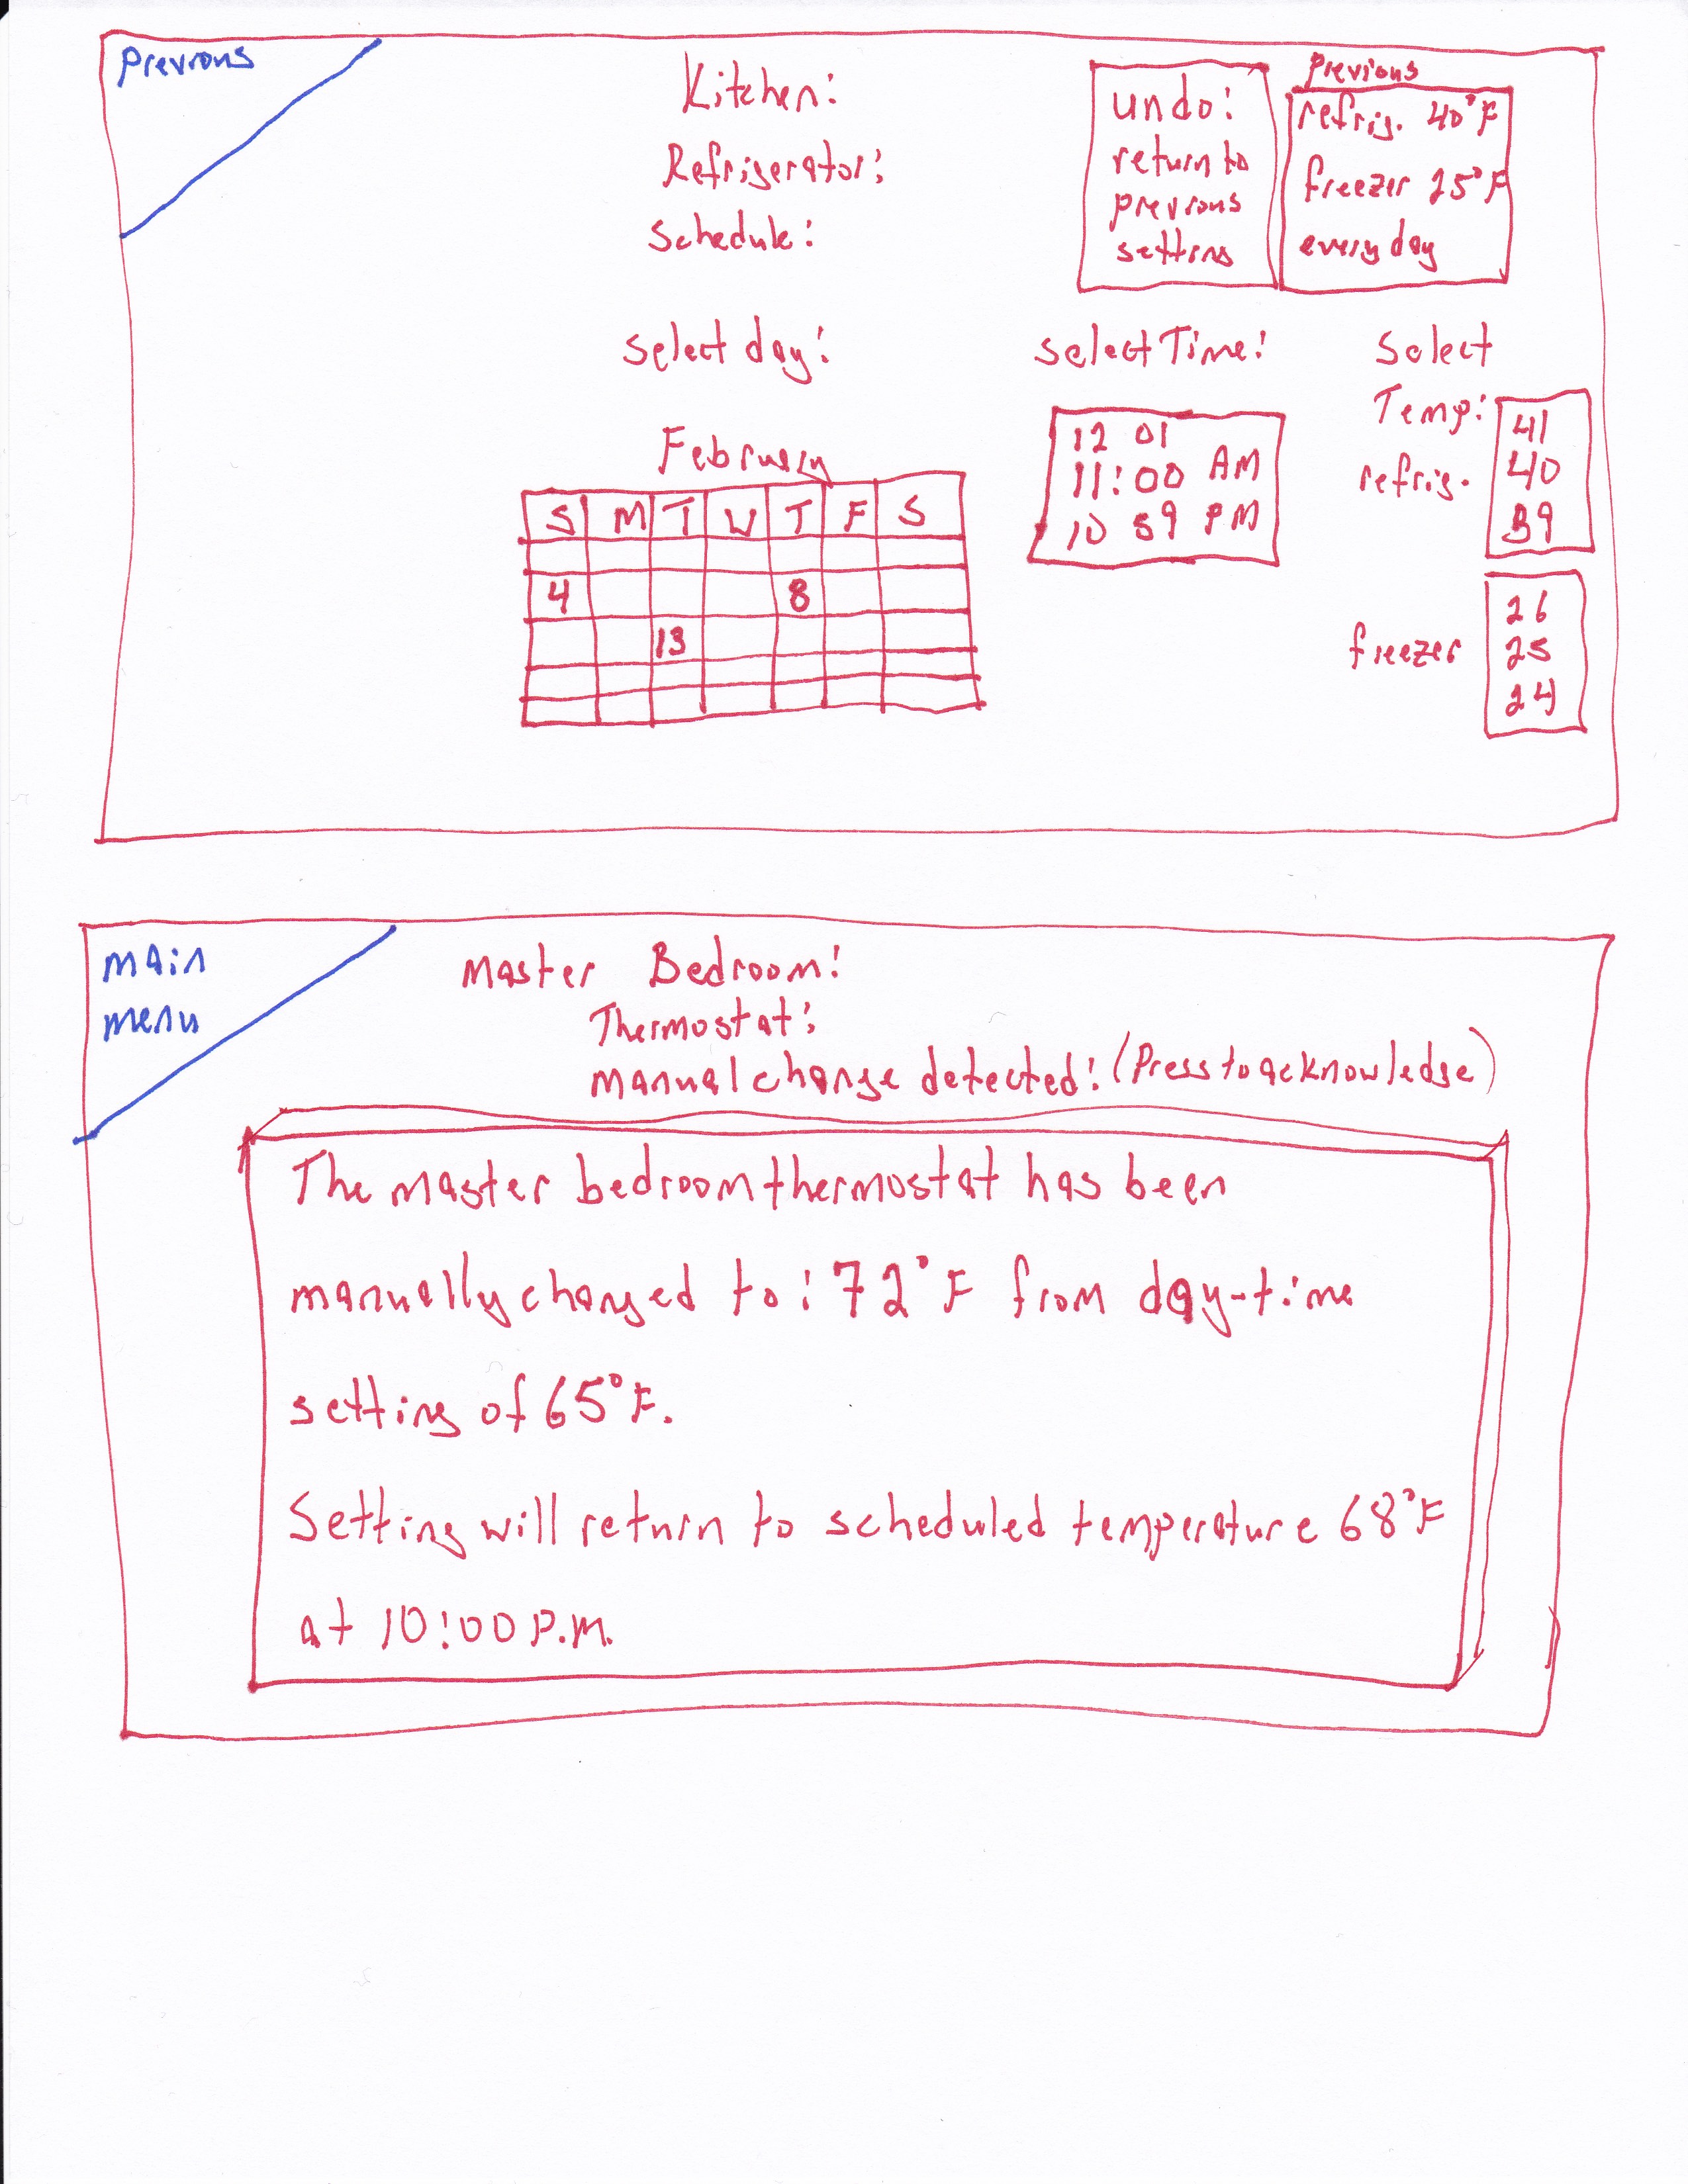 Previous
Kitchen:
Refrigerator:
Schedule:
undo:
return to
previous
setting
Previous
refrig. 40°F
freezer 25°F
every day
Select day:
Select Time:
Select
Temp:
refrig.
41
40
39
freezer
26
25
24
12 01
11:00 AM
10 59 PM
February
S M T W T F S
4 8
13
Main
menu
Master Bedroom:
Thermostat:
Manual change detected: (Press to acknowledge)
The master bedroom thermostat has been
manually changed to: 72°F from day-time
setting of 65°F.
Setting will return to scheduled temperature 68°F
at 10:00 P.M.